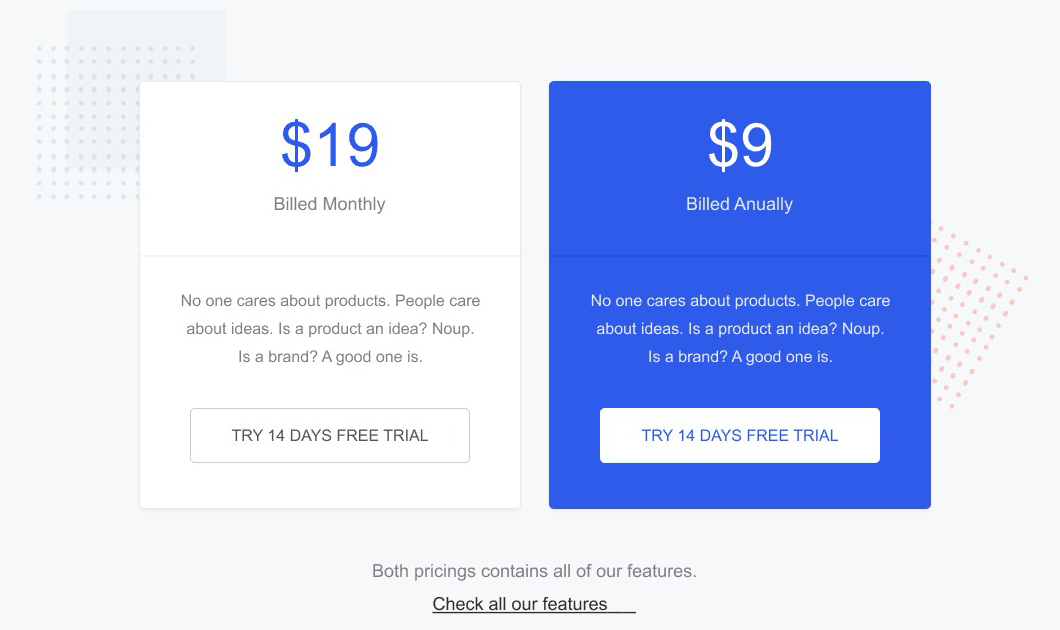 $19
Billed Monthly
No one cares about products. People care
about ideas. Is a product an idea? Noup.
Is a brand? A good one is.
TRY 14 DAYS FREE TRIAL
$9
Billed Anually
No one cares about products. People care
about ideas. Is a product an idea? Noup.
Is a brand? A good one is.
TRY 14 DAYS FREE TRIAL
Both pricings contains all of our features.
Check all our features